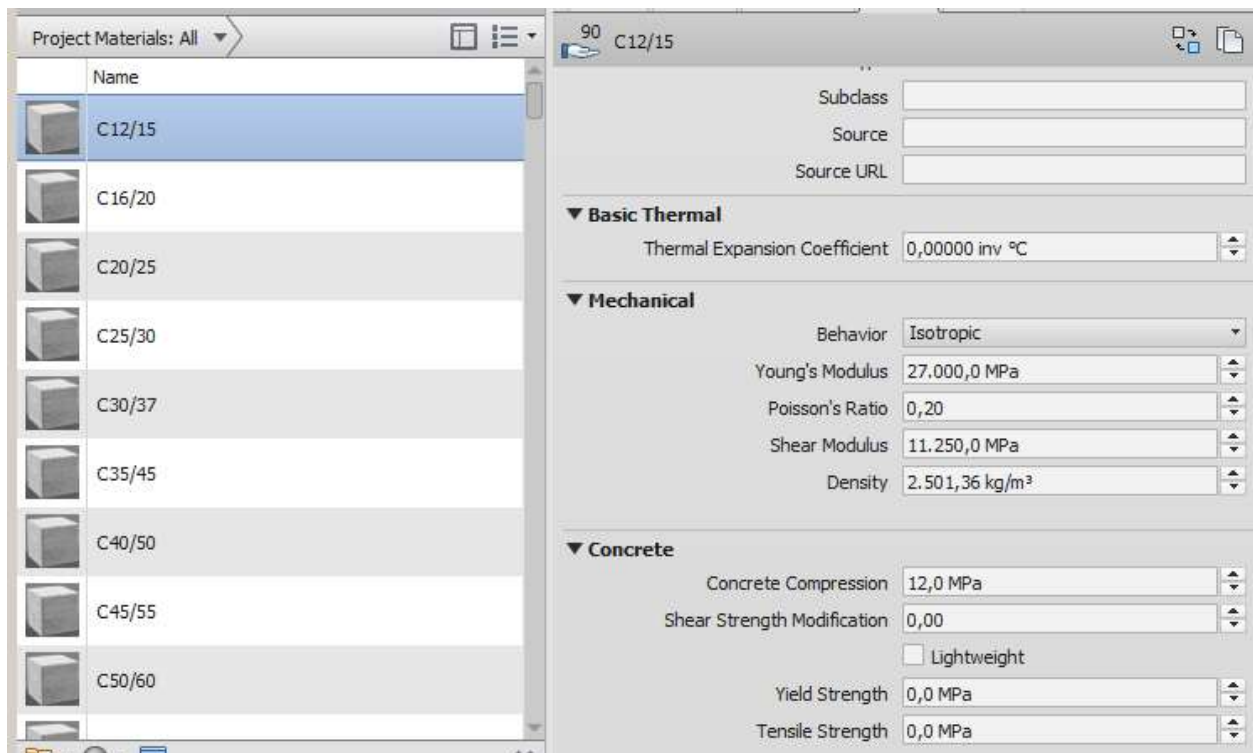 Project Materials: All
Name
C12/15
C16/20
C20/25
C25/30
C30/37
C35/45
C40/50
C45/55
C50/60
90
C12/15
Subclass
Source
Source URL
Basic Thermal
Thermal Expansion Coefficient 0,00000 inv °C
Mechanical
Behavior Isotropic
Young's Modulus 27.000,0 MPa
Poisson's Ratio 0,20
Shear Modulus 11.250,0 MPa
Density 2.501,36 kg/m³
Concrete
Concrete Compression 12,0 MPa
Shear Strength Modification 0,00
Lightweight
Yield Strength 0,0 MPa
Tensile Strength 0,0 MPa